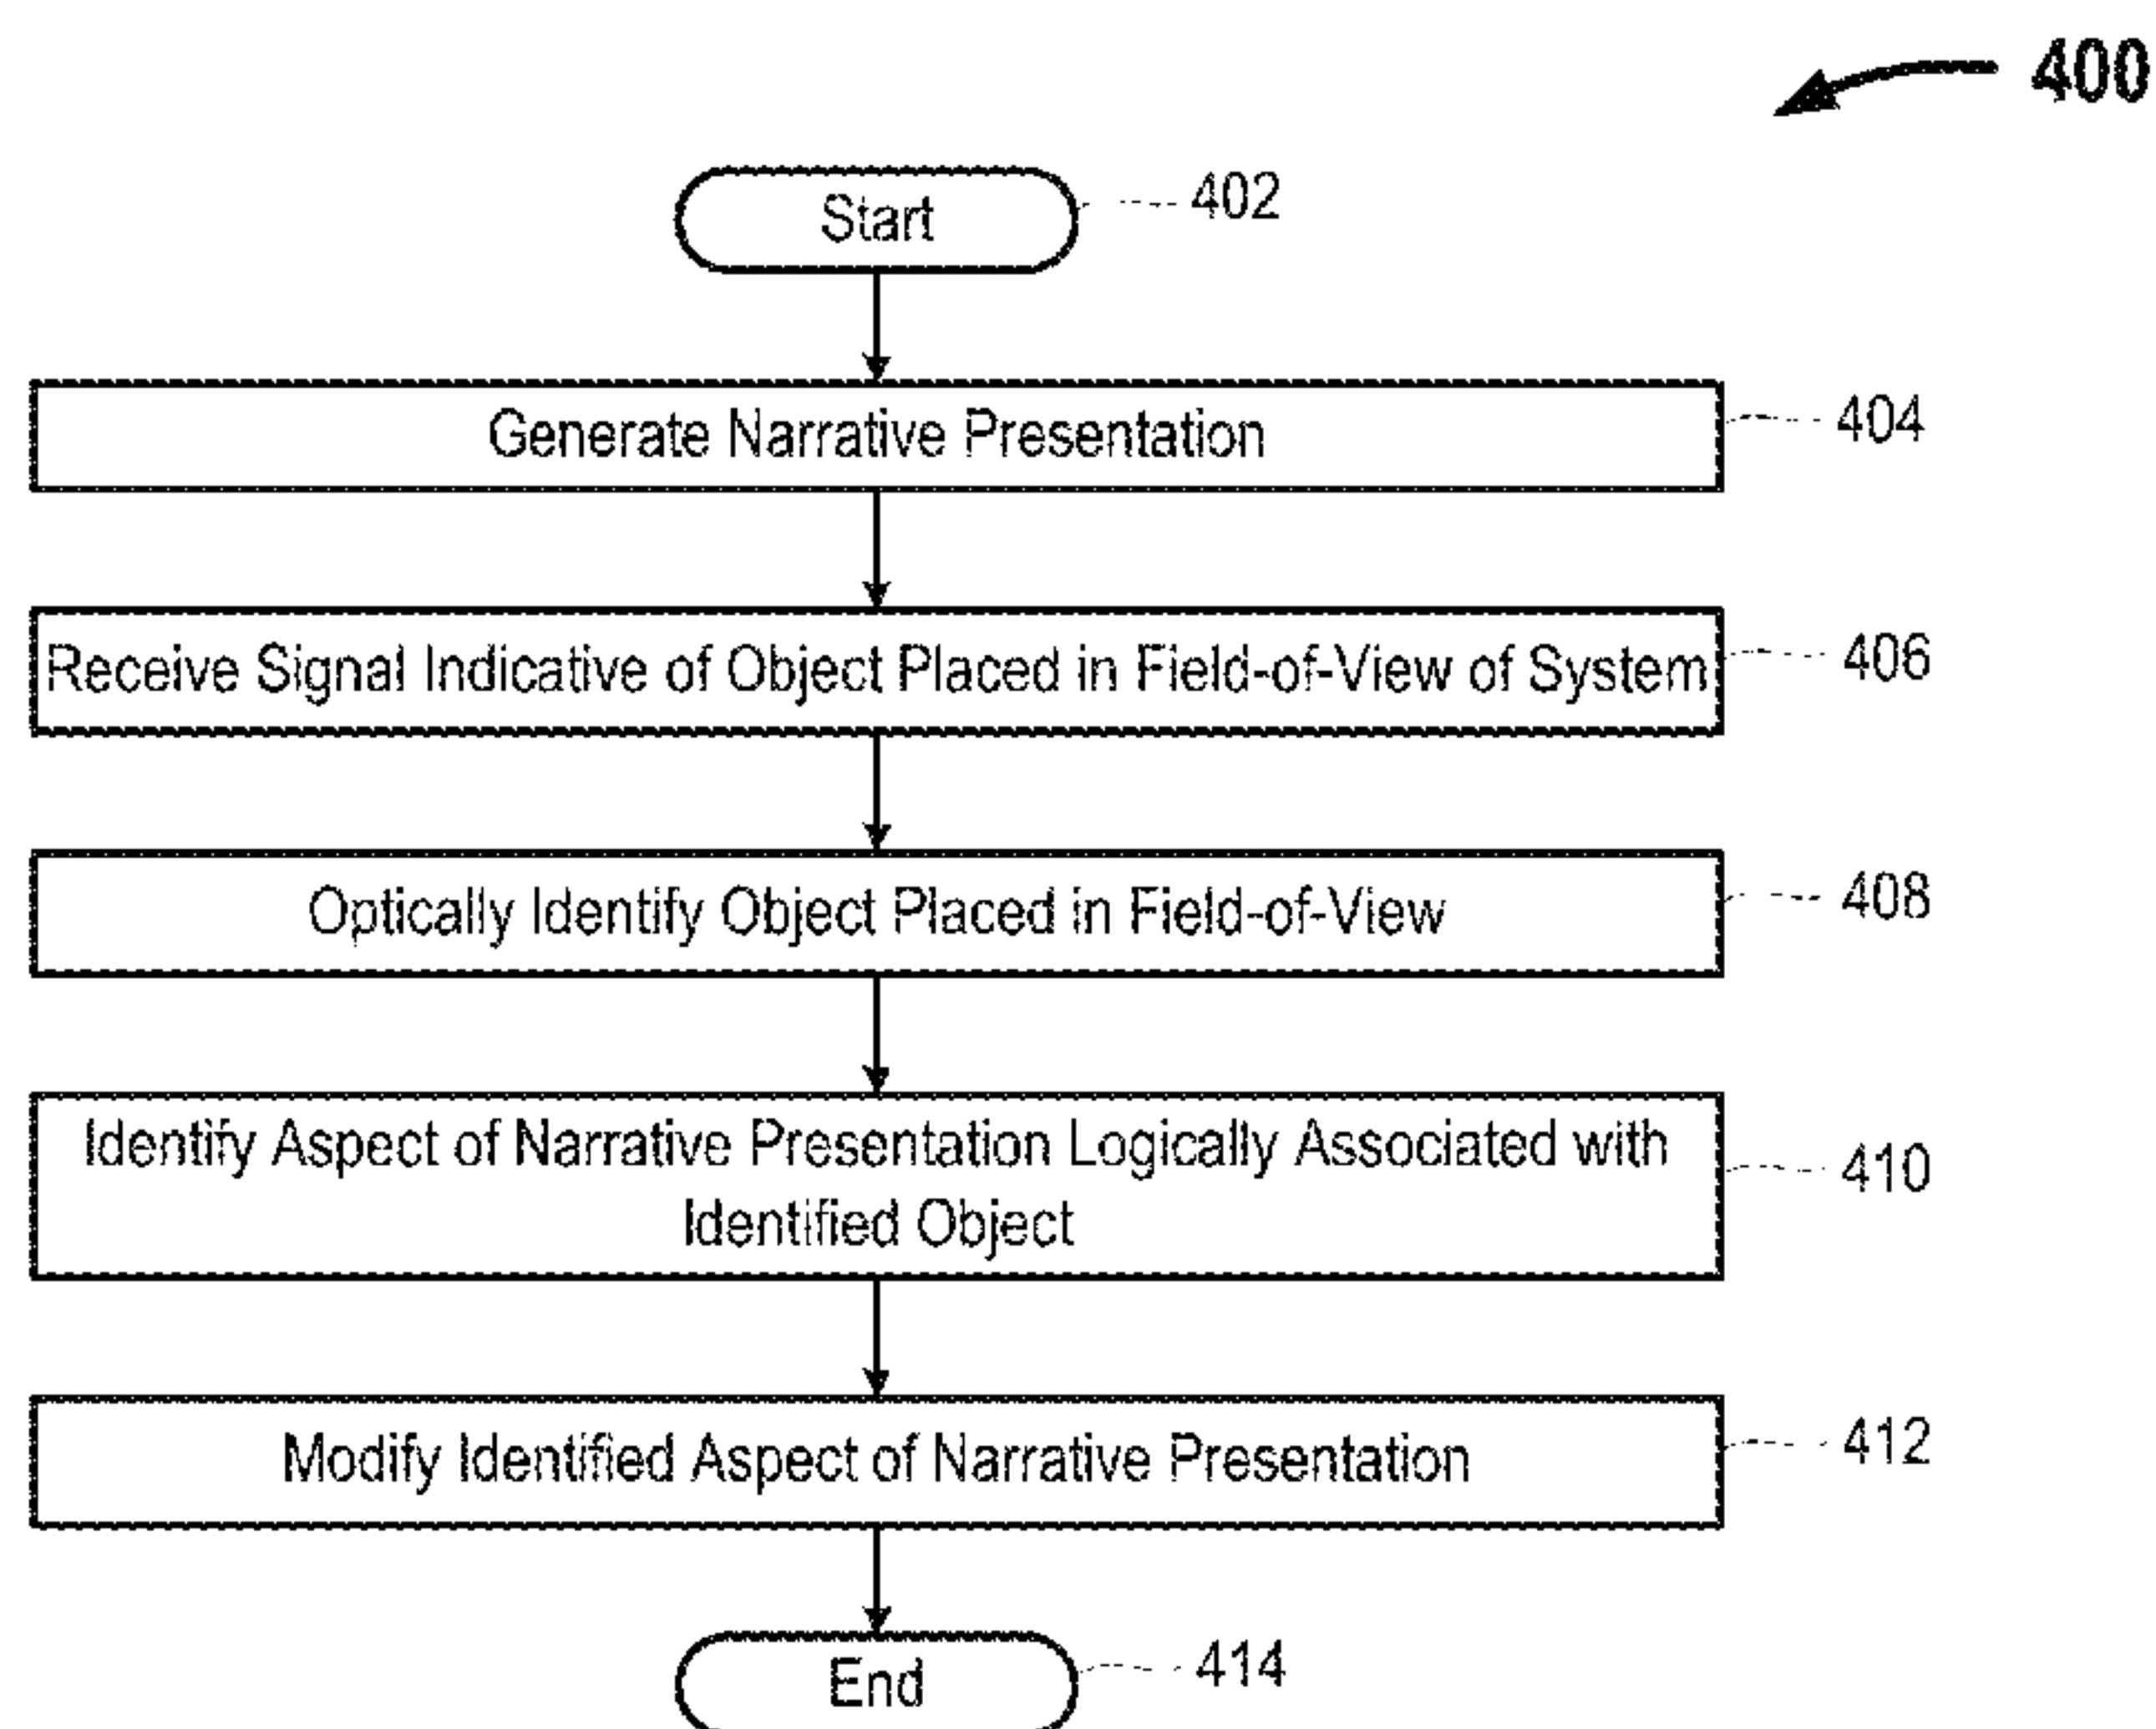 400
Start
402
Generate Narrative Presentation
404
Receive Signal Indicative of Object Placed in Field-of-View of System
406
Optically Identify Object Placed in Field-of-View
408
Identify Aspect of Narrative Presentation Logically Associated with
Identified Object
410
Modify Identified Aspect of Narrative Presentation
412
End
414